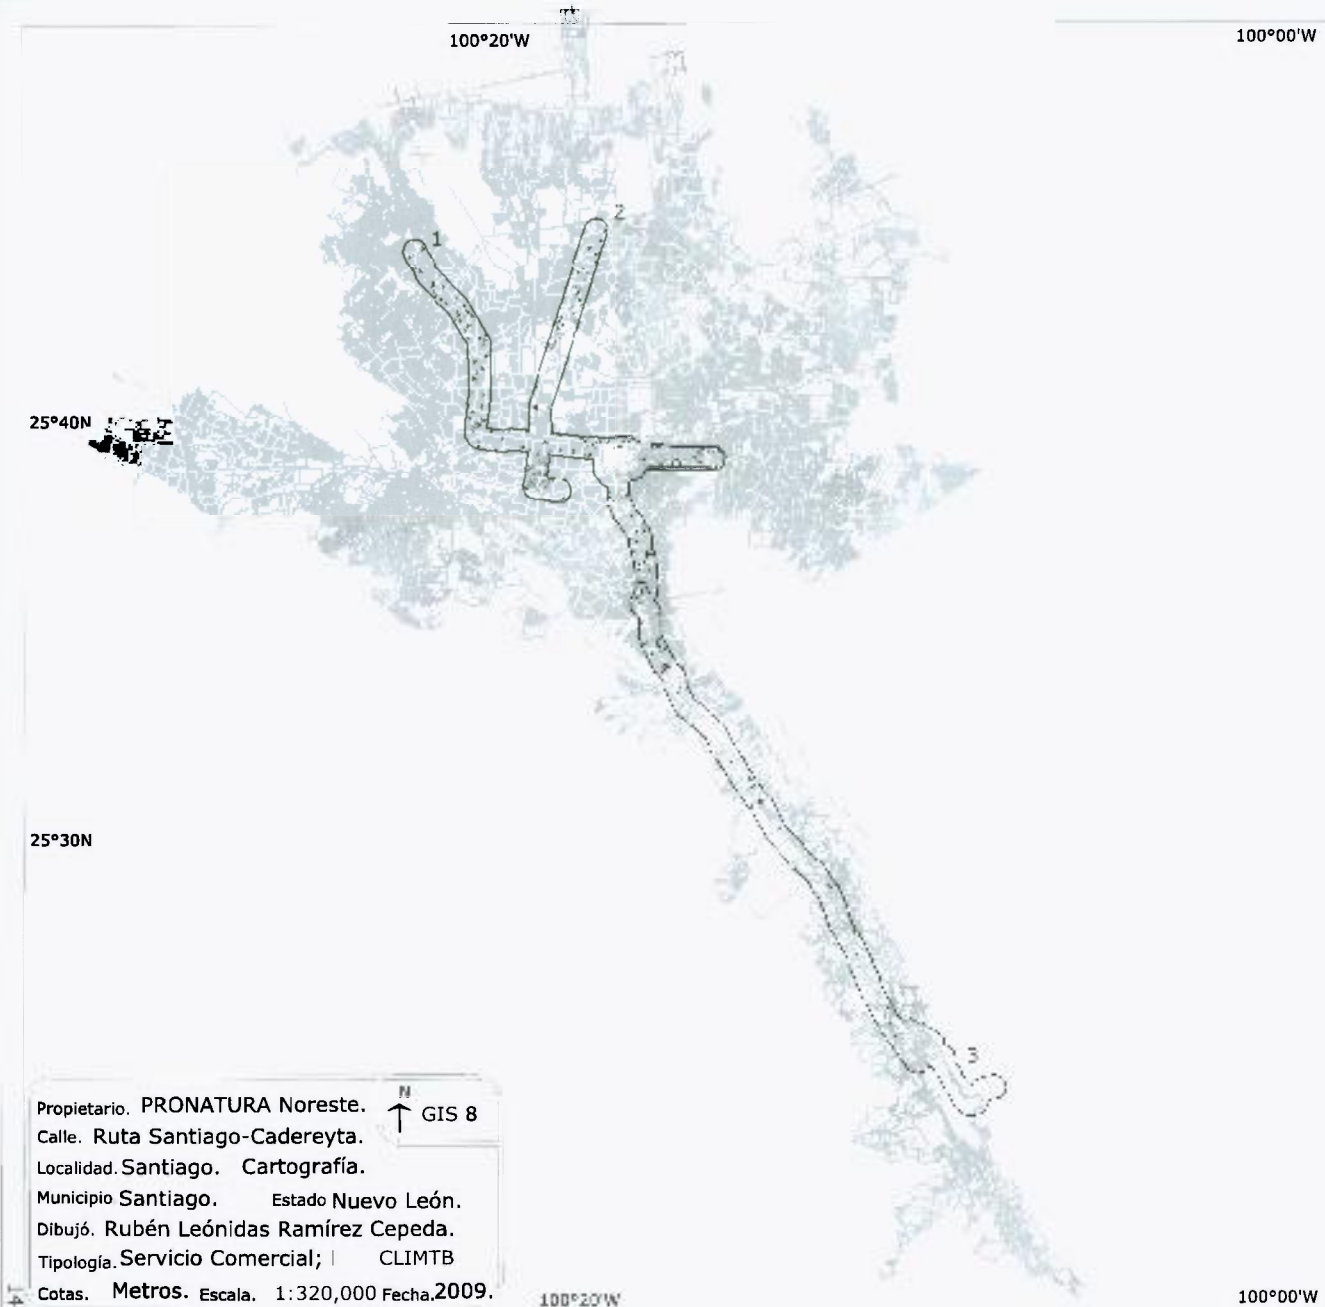 100°20'W
100°00'W
2
1
25°40N
25°30N
3
N
GIS 8
Propietario. PRONATURA Noreste.
Calle. Ruta Santiago-Cadereyta.
Localidad. Santiago. Cartografía.
Municipio Santiago. Estado Nuevo León.
Dibujó. Rubén Leónidas Ramírez Cepeda.
Tipología. Servicio Comercial; CLIMTB
Cotas. Metros. Escala. 1:320,000 Fecha.2009.
100°20'W
100°00'W